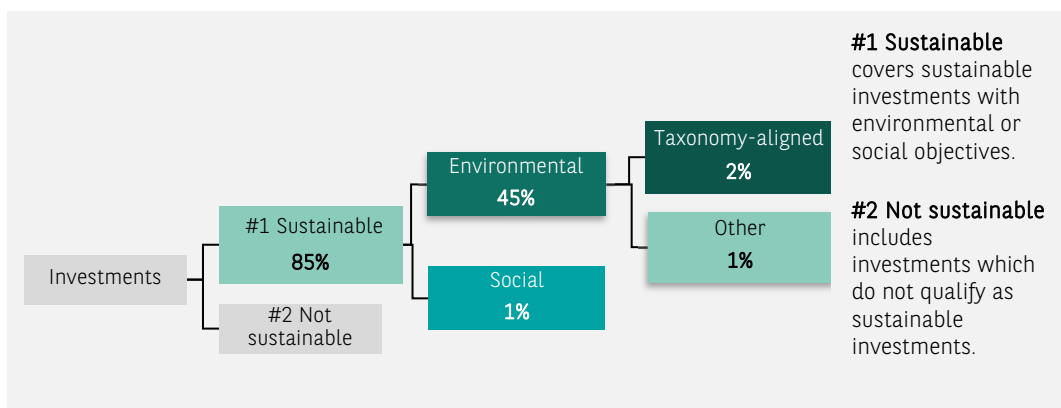 Investments
#1 Sustainable
85%
#2 Not
sustainable
Environmental
45%
Social
1%
Taxonomy-aligned
2%
Other
1%
#1 Sustainable
covers sustainable
investments with
environmental or
social objectives.
#2 Not sustainable
includes
investments which
do not qualify as
sustainable
investments.